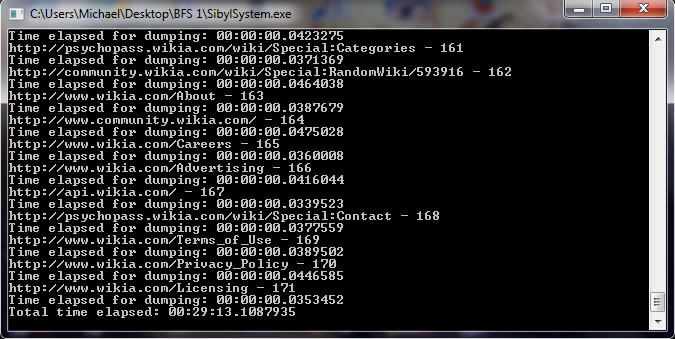 C:\Users\Michael\Desktop\BFS 1\SibylSystem.exe
Time elapsed for dumping: 00:00:00.0423275
http://psychopass.wikia.com/wiki/Special:Categories - 161
Time elapsed for dumping: 00:00:00.0371369
http://community.wikia.com/wiki/Special:RandomWiki/593916 - 162
Time elapsed for dumping: 00:00:00.0464038
http://www.wikia.com/About - 163
Time elapsed for dumping: 00:00:00.0387679
http://www.community.wikia.com/ - 164
Time elapsed for dumping: 00:00:00.0475028
http://www.wikia.com/Careers - 165
Time elapsed for dumping: 00:00:00.0360008
http://www.wikia.com/Advertising - 166
Time elapsed for dumping: 00:00:00.0416044
http://api.wikia.com/ - 167
Time elapsed for dumping: 00:00:00.0339523
http://psychopass.wikia.com/wiki/Special:Contact - 168
Time elapsed for dumping: 00:00:00.0377559
http://www.wikia.com/Terms_of_Use - 169
Time elapsed for dumping: 00:00:00.0389502
http://www.wikia.com/Privacy_Policy - 170
Time elapsed for dumping: 00:00:00.0446585
http://www.wikia.com/Licensing - 171
Time elapsed for dumping: 00:00:00.0353452
Total time elapsed: 00:29:13.1087935